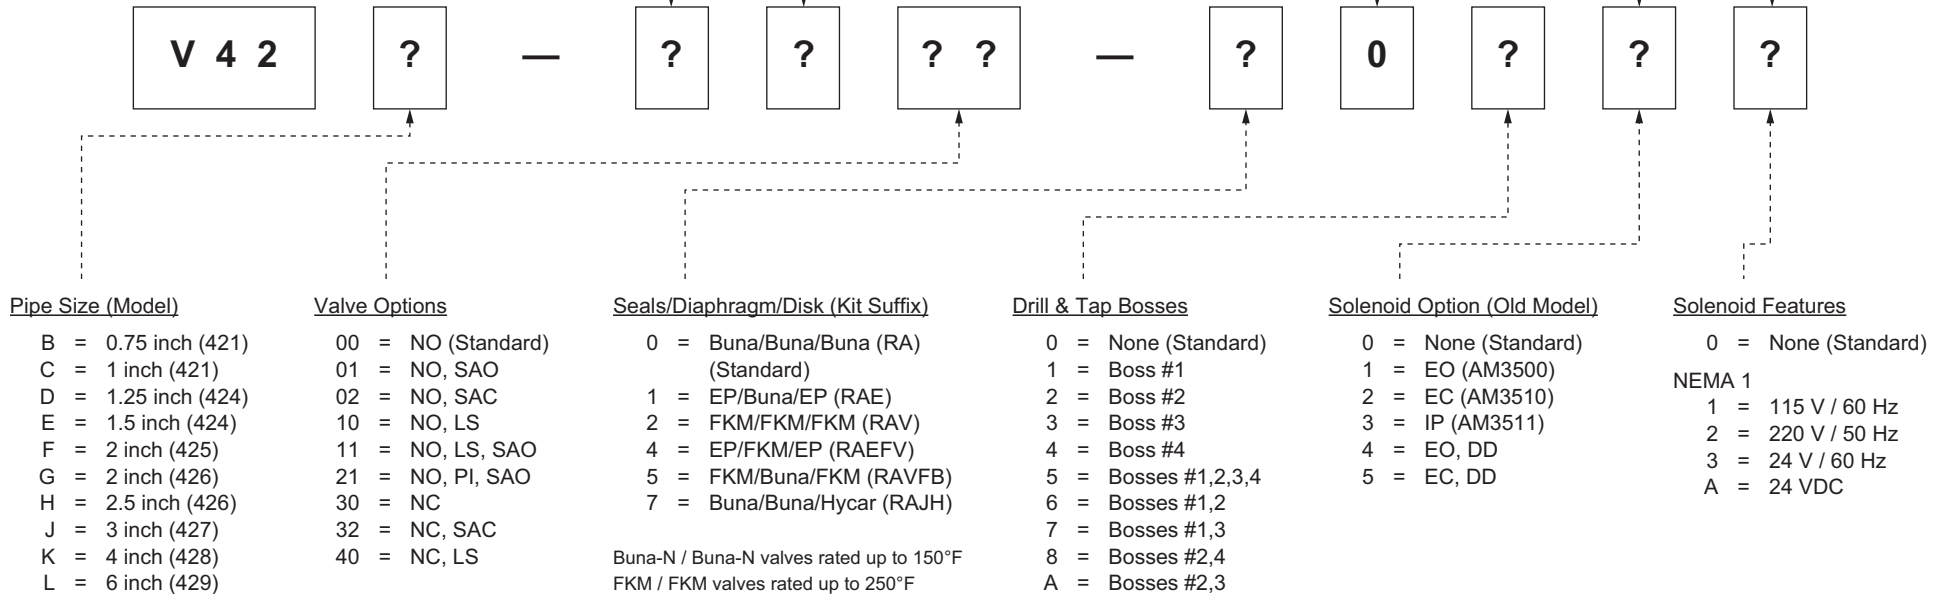 V 4 2 ? — ? ? ? ? — ? 0 ? ? ?
Pipe Size (Model)
B = 0.75 inch (421)
C = 1 inch (421)
D = 1.25 inch (424)
E = 1.5 inch (424)
F = 2 inch (425)
G = 2 inch (426)
H = 2.5 inch (426)
J = 3 inch (427)
K = 4 inch (428)
L = 6 inch (429)
Valve Options
00 = NO (Standard)
01 = NO, SAO
02 = NO, SAC
10 = NO, LS
11 = NO, LS, SAO
21 = NO, PI, SAO
30 = NC
32 = NC, SAC
40 = NC, LS
Seals/Diaphragm/Disk (Kit Suffix)
0 = Buna/Buna/Buna (RA)
(Standard)
1 = EP/Buna/EP (RAE)
2 = FKM/FKM/FKM (RAV)
4 = EP/FKM/EP (RAEFV)
5 = FKM/Buna/FKM (RAVFB)
7 = Buna/Buna/Hycar (RAJH)
Buna-N / Buna-N valves rated up to 150°F
FKM / FKM valves rated up to 250°F
Drill & Tap Bosses
0 = None (Standard)
1 = Boss #1
2 = Boss #2
3 = Boss #3
4 = Boss #4
5 = Bosses #1,2,3,4
6 = Bosses #1,2
7 = Bosses #1,3
8 = Bosses #2,4
A = Bosses #2,3
Solenoid Option (Old Model)
0 = None (Standard)
1 = EO (AM3500)
2 = EC (AM3510)
3 = IP (AM3511)
4 = EO, DD
5 = EC, DD
Solenoid Features
0 = None (Standard)
NEMA 1
1 = 115 V / 60 Hz
2 = 220 V / 50 Hz
3 = 24 V / 60 Hz
A = 24 VDC